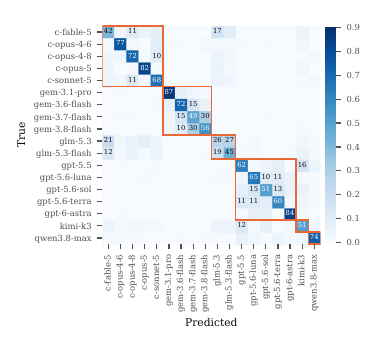 c-fable-5 42 11 17
c-opus-4-6 77
c-opus-4-8 72 10
c-opus-5 82
c-sonnet-5 11 68
gem-3.1-pro 87
gem-3.6-flash 72 15
gem-3.7-flash 15 49 30
gem-3.8-flash 10 30 56
glm-5.3 21 26 27
glm-5.3-flash 12 19 45
gpt-5.5 62 16
gpt-5.6-luna 65 10 11
gpt-5.6-sol 15 51 13
gpt-5.6-terra 11 11 60
gpt-6-astra 84
kimi-k3 12 51
qwen3.8-max 74
True
c-fable-5 c-opus-4-6 c-opus-4-8 c-opus-5 c-sonnet-5 gem-3.1-pro gem-3.6-flash gem-3.7-flash gem-3.8-flash glm-5.3 glm-5.3-flash gpt-5.5 gpt-5.6-luna gpt-5.6-sol gpt-5.6-terra gpt-6-astra kimi-k3 qwen3.8-max
Predicted
0.9
0.8
0.7
0.6
0.5
0.4
0.3
0.2
0.1
0.0